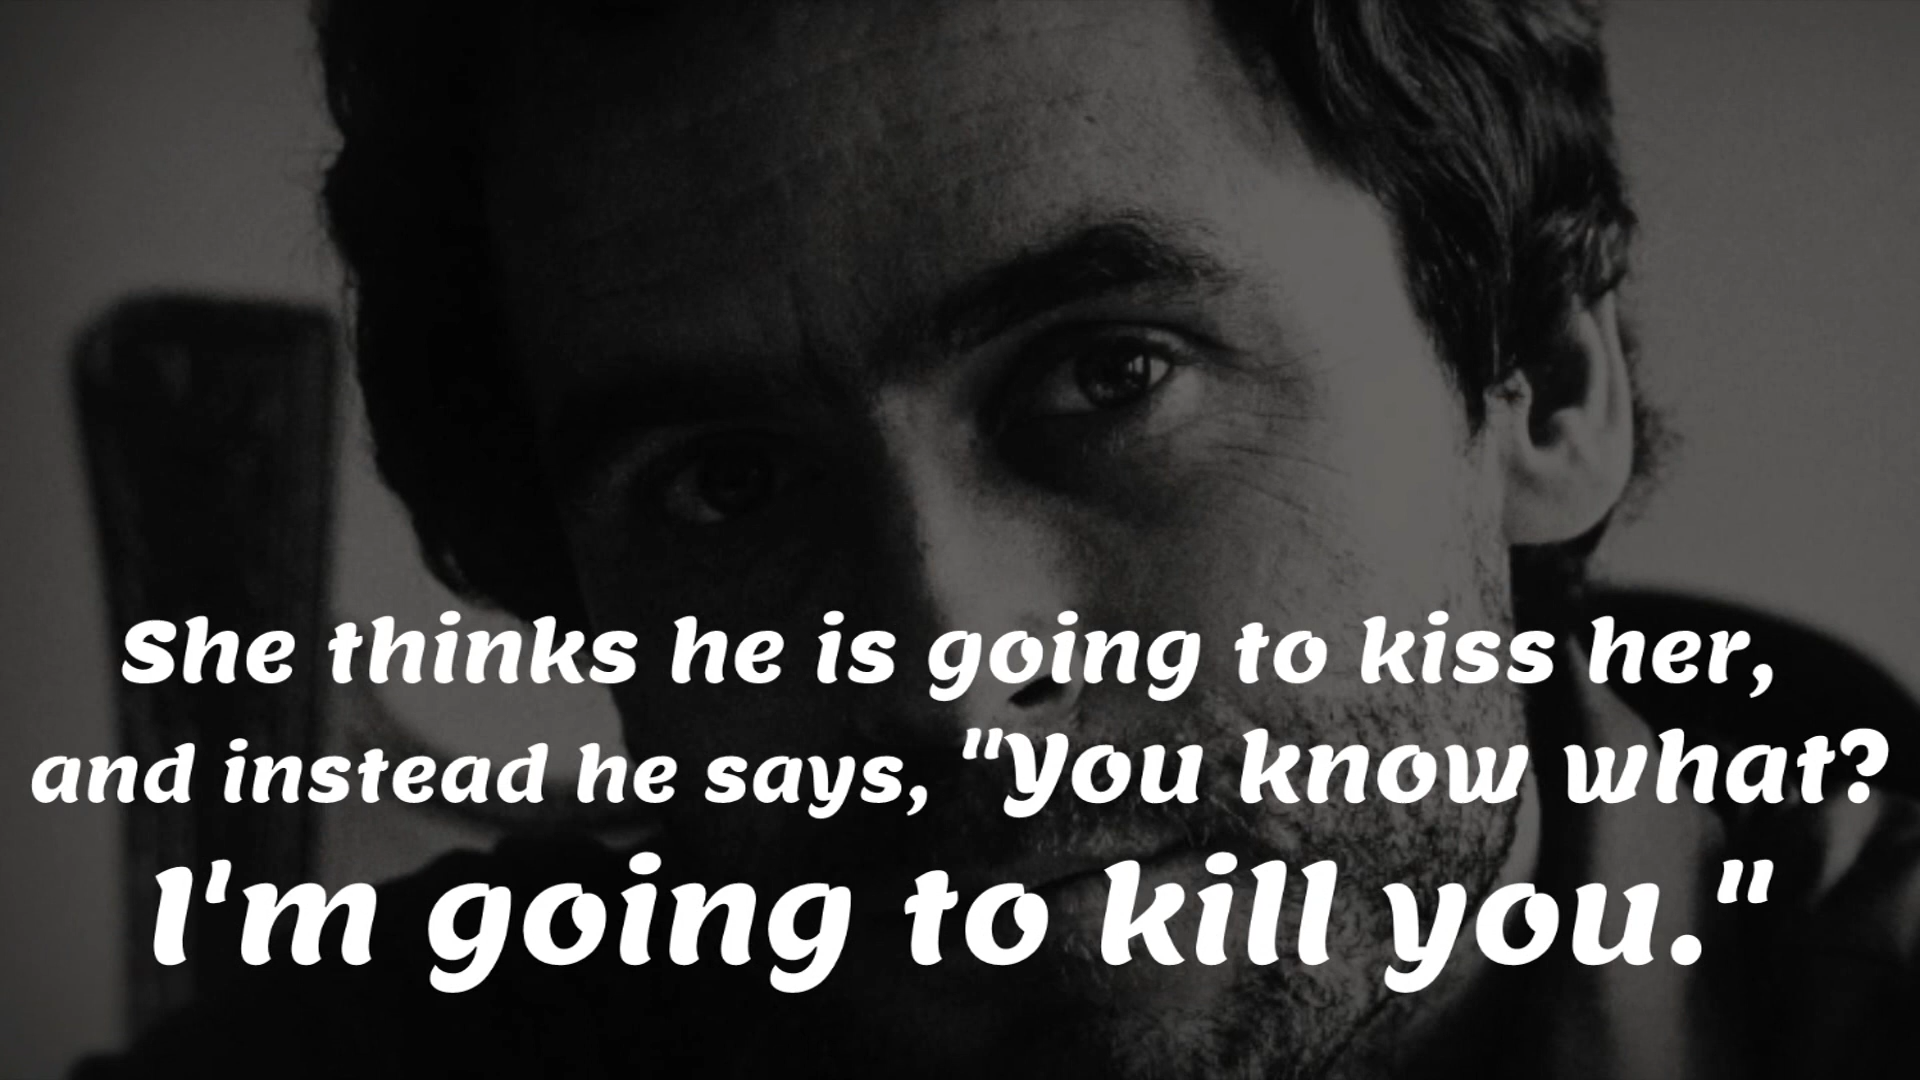 She thinks he is going to kiss her,
and instead he says, "You know what?
I'm going to kill you."